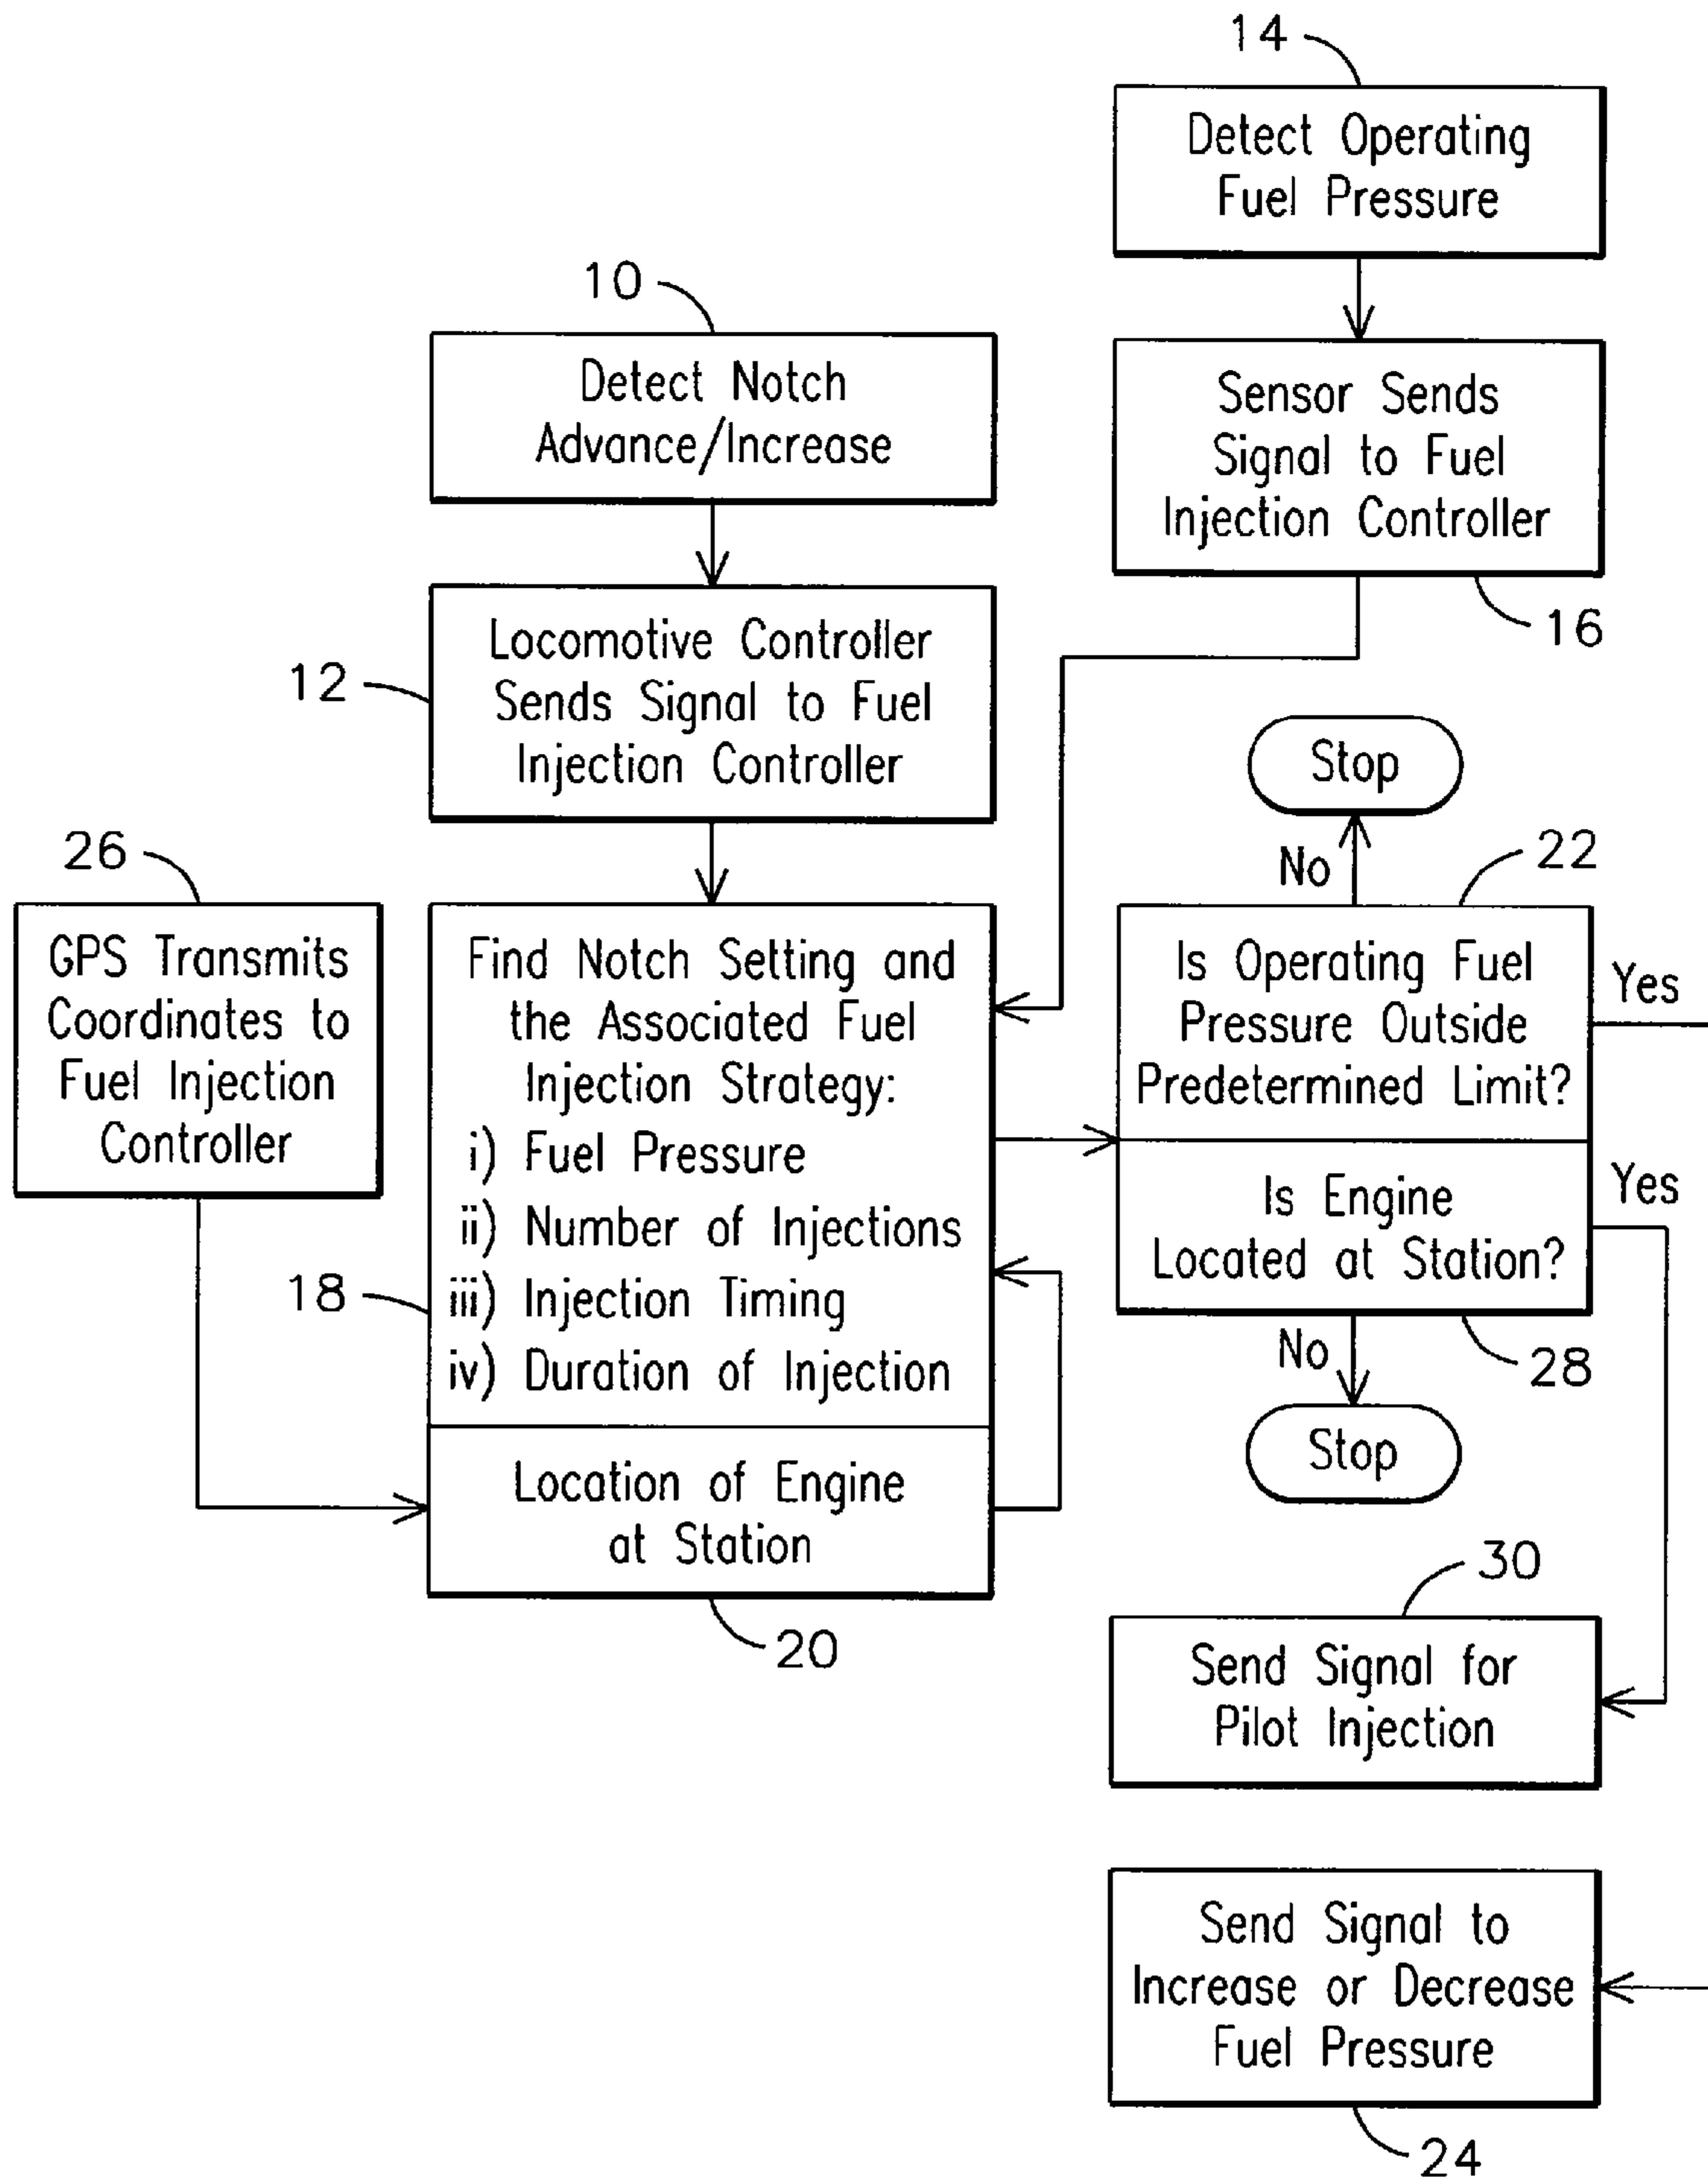 14
Detect Operating
Fuel Pressure
10
Detect Notch
Advance/Increase
Sensor Sends
Signal to Fuel
Injection Controller
16
12
Locomotive Controller
Sends Signal to Fuel
Injection Controller
Stop
No
22
26
GPS Transmits
Coordinates to
Fuel Injection
Controller
Find Notch Setting and
the Associated Fuel
Injection Strategy:
i) Fuel Pressure
ii) Number of Injections
iii) Injection Timing
iv) Duration of Injection
18
Location of Engine
at Station
20
Is Operating Fuel
Pressure Outside
Predetermined Limit?
Yes
Is Engine
Located at Station?
Yes
No
28
Stop
30
Send Signal for
Pilot Injection
Send Signal to
Increase or Decrease
Fuel Pressure
24